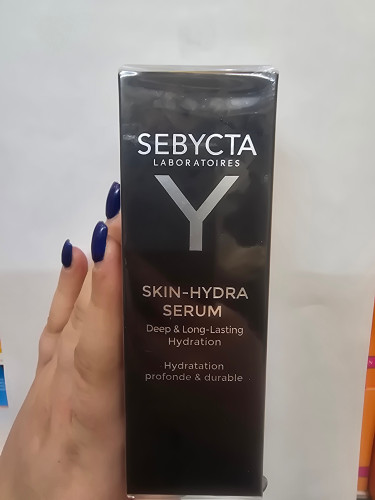 SEBYCTA
LABORATOIRES
Y
SKIN-HYDRA
SERUM
Deep & Long-Lasting
Hydration
Hydratation
profonde & durable